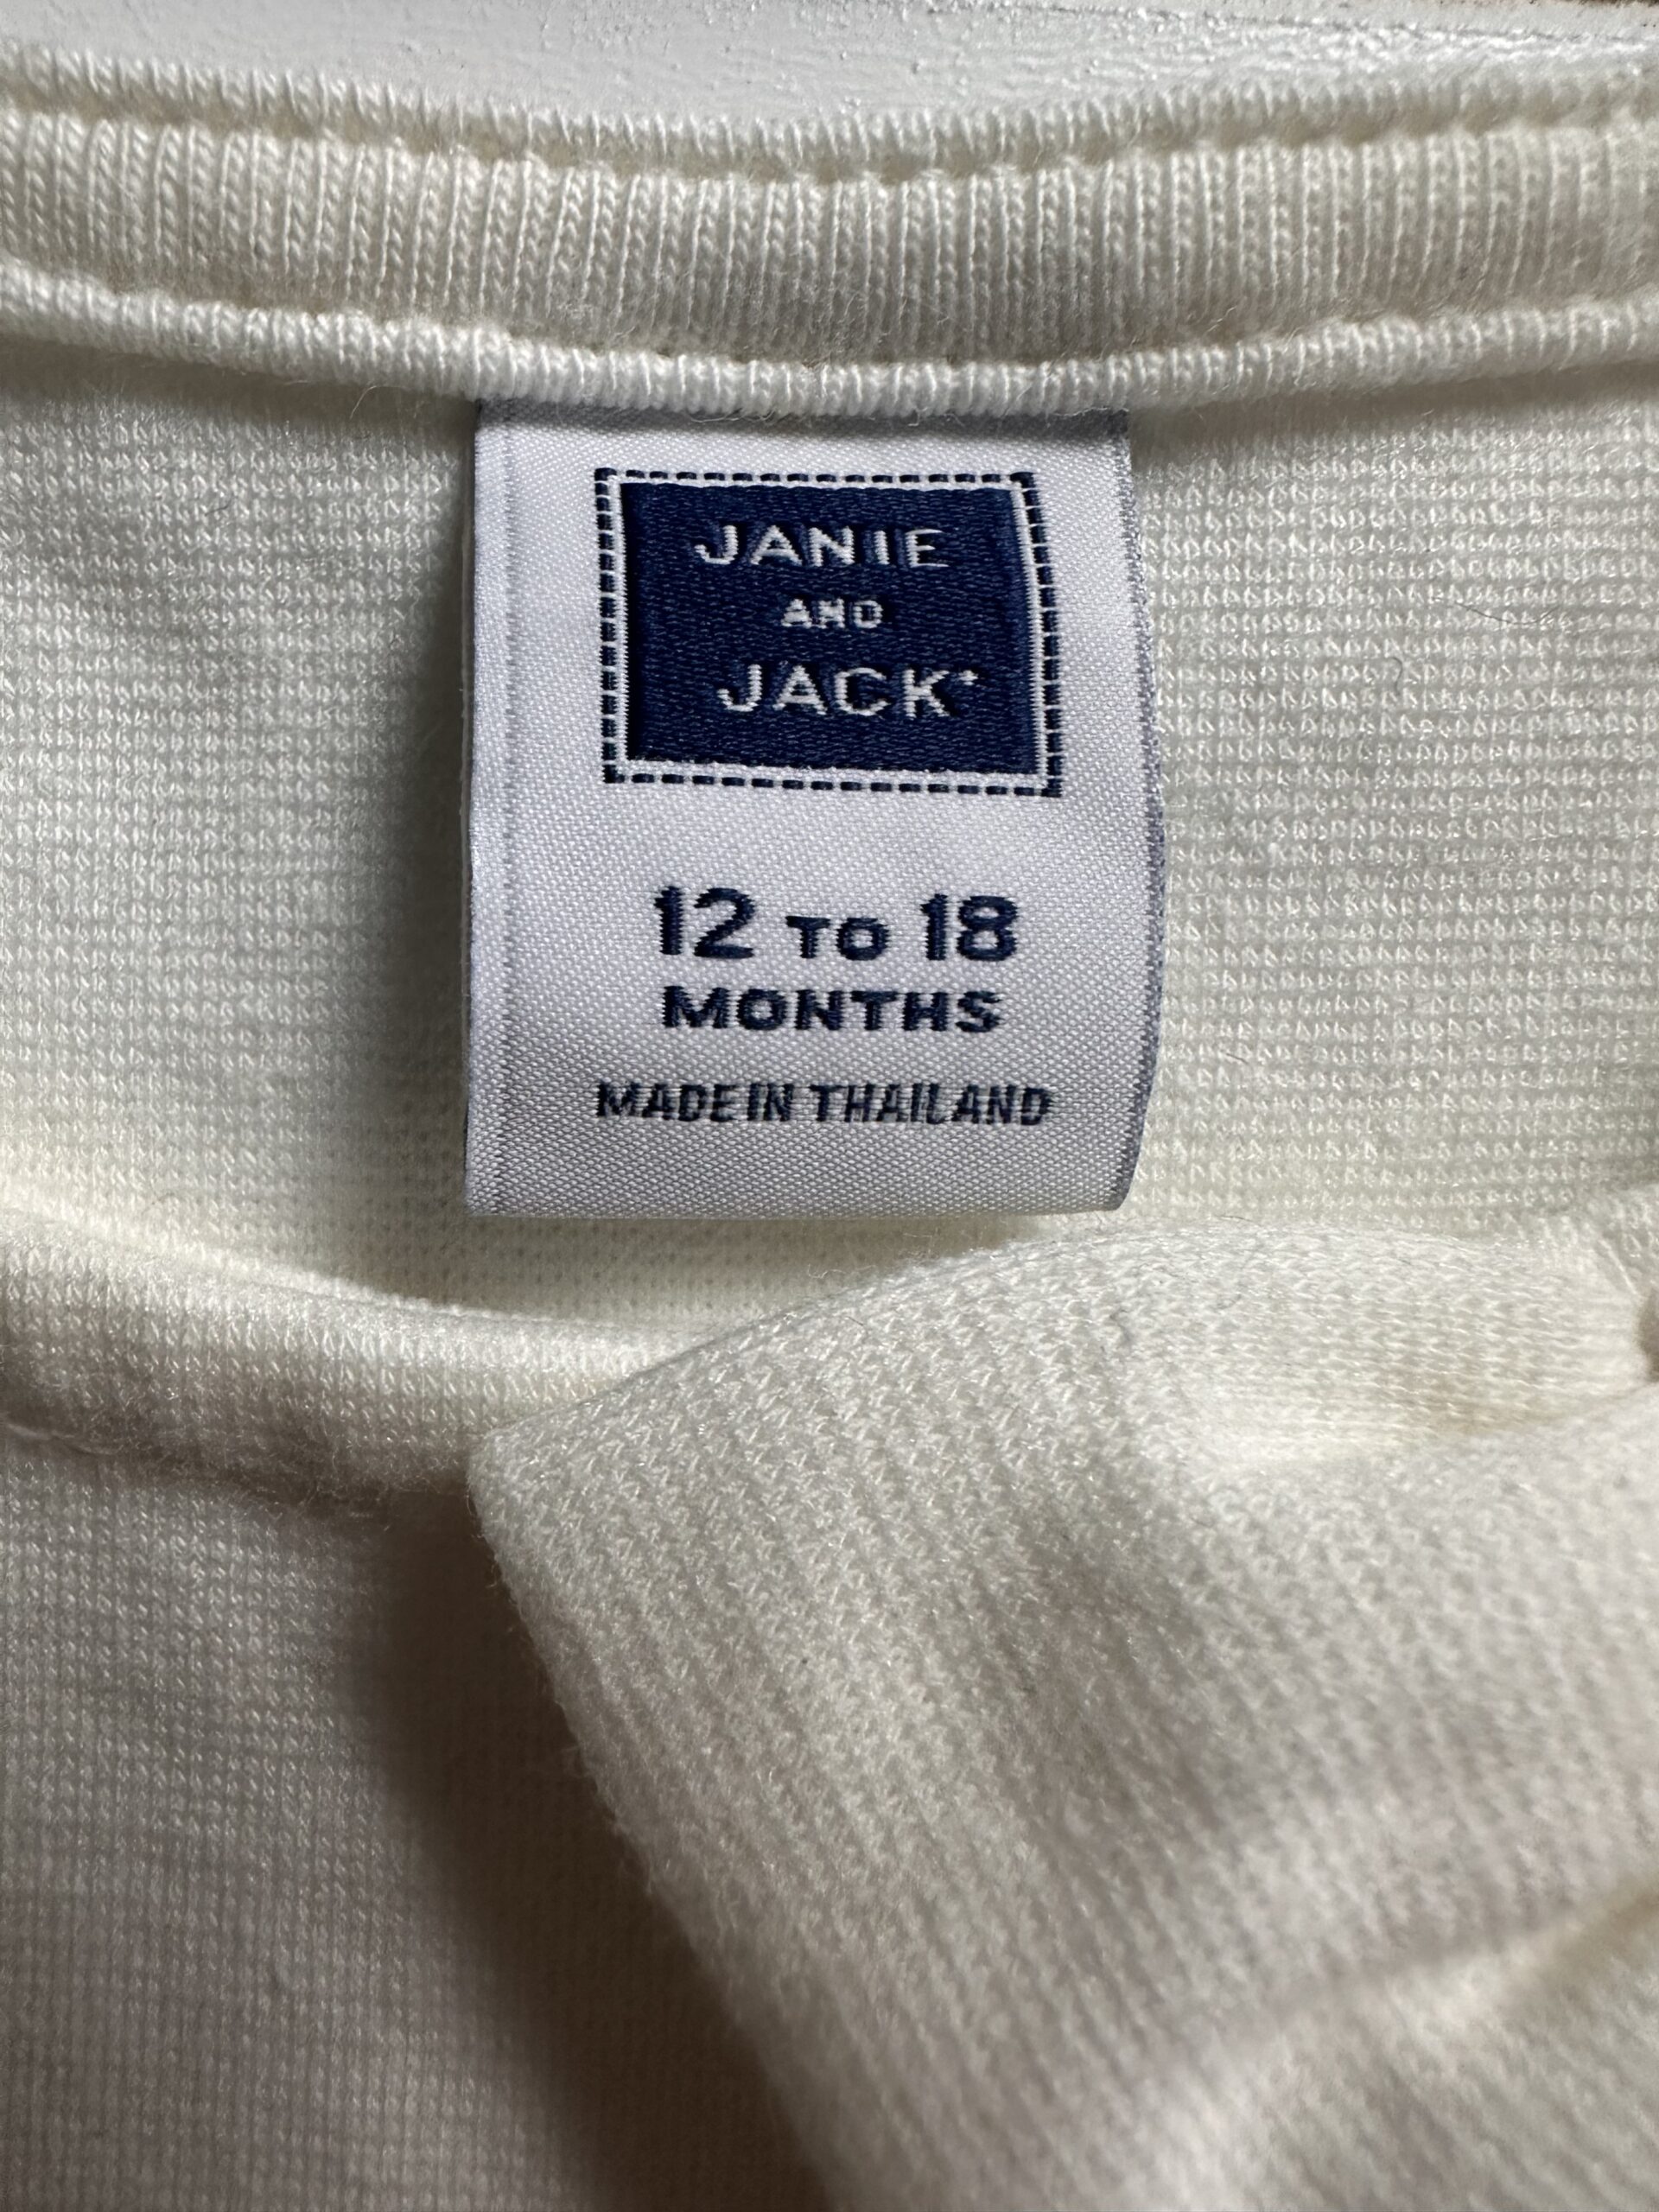 JANIE
AND
JACK
12 TO 18
MONTHS
MADE IN THAILAND